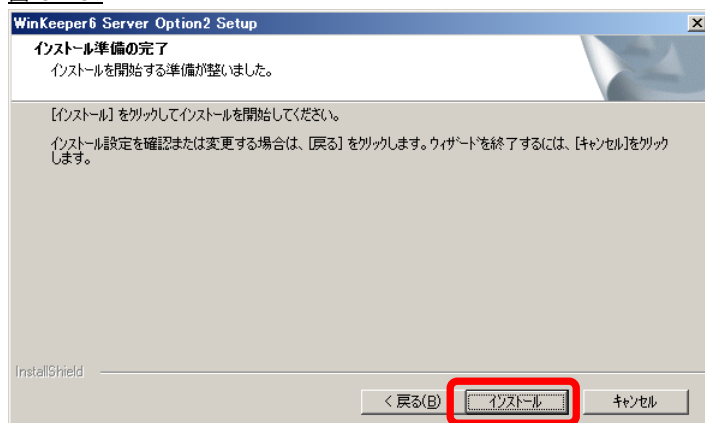 WinKeeper6 Server Option2 Setup
インストール準備の完了
インストールを開始する準備が整いました。
[インストール] をクリックしてインストールを開始してください。
インストール設定を確認または変更する場合は、[戻る] をクリックします。ウィザードを終了するには、[キャンセル]をクリック
します。
InstallShield
< 戻る(B)
インストール
キャンセル